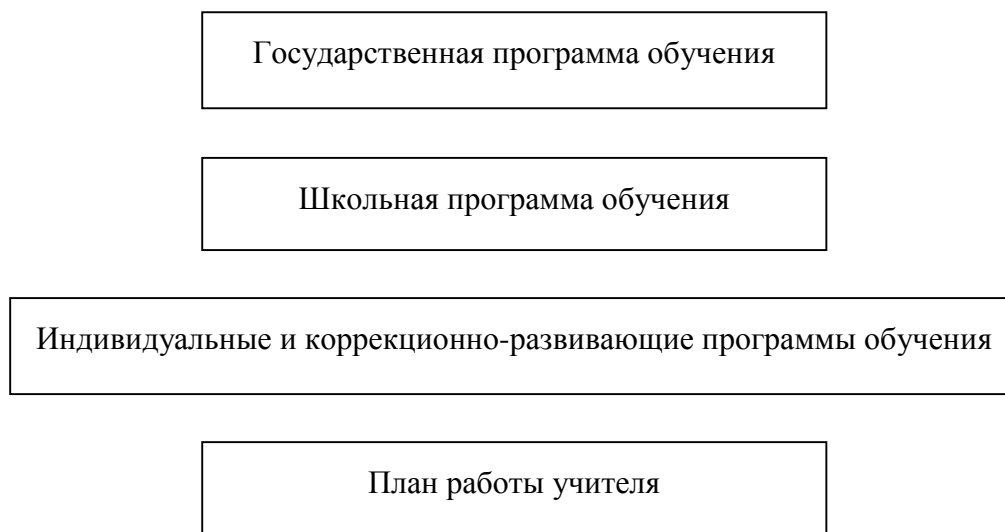 Государственная программа обучения
Школьная программа обучения
Индивидуальные и коррекционно-развивающие программы обучения
План работы учителя